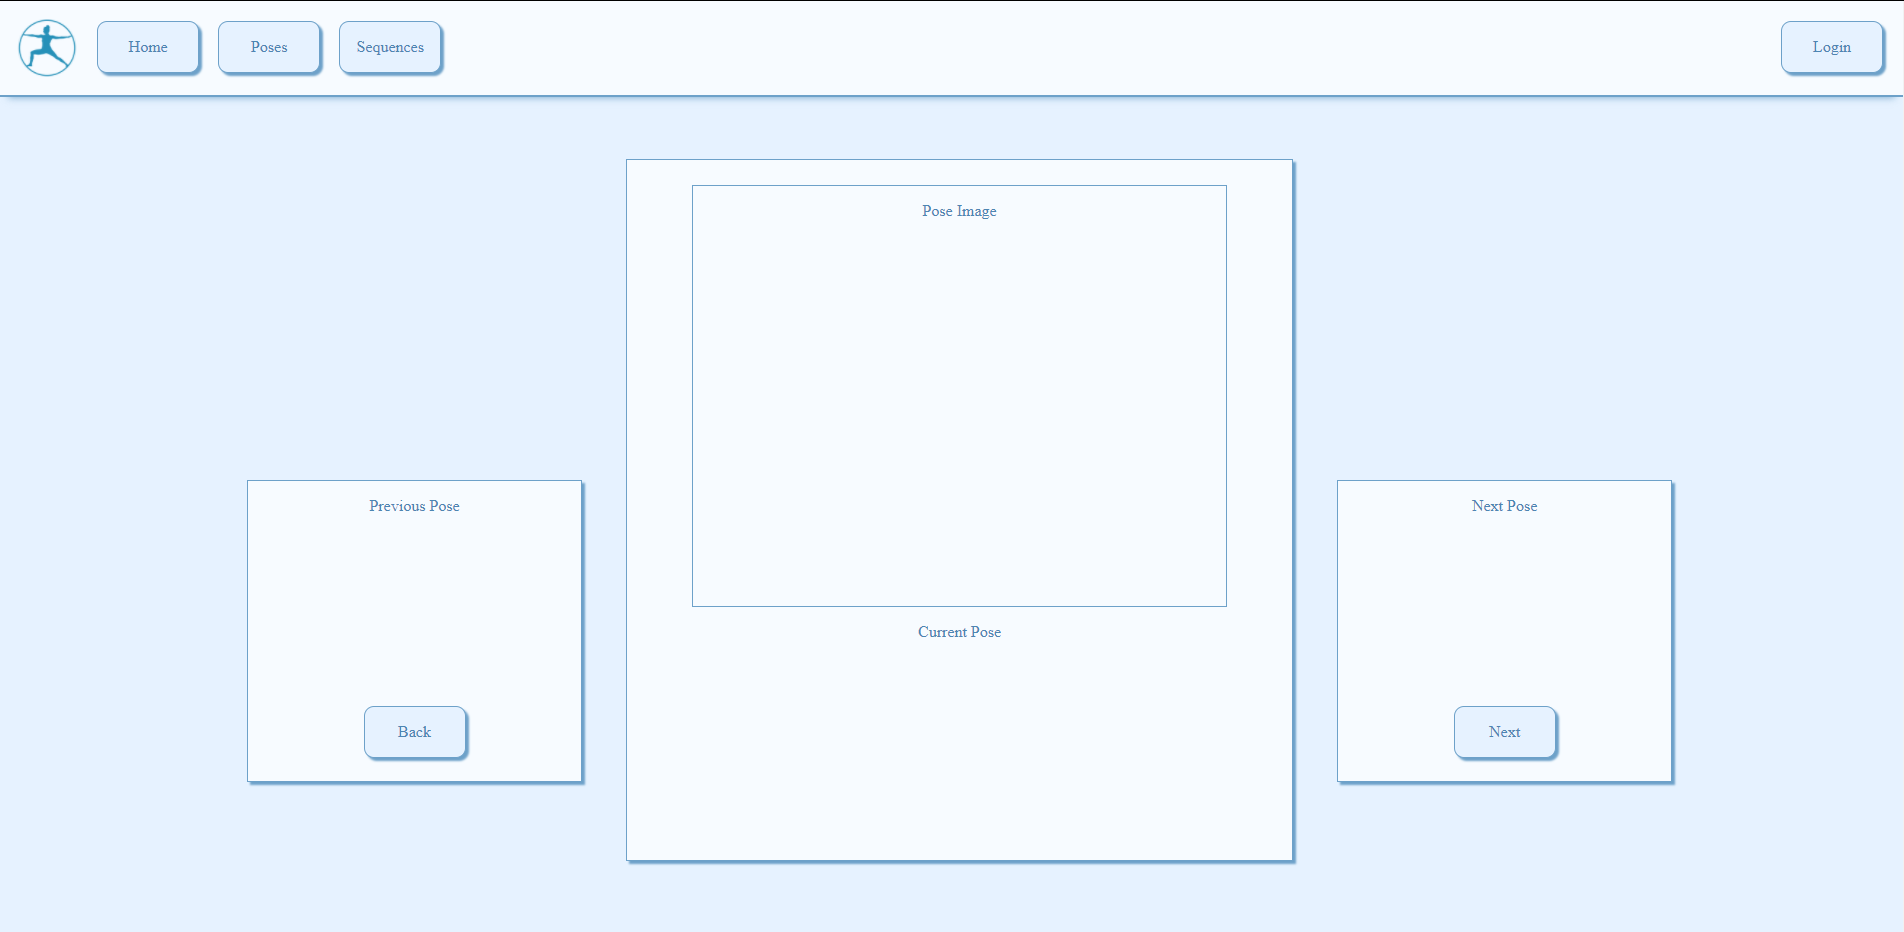 Home
Poses
Sequences
Login
Pose Image
Current Pose
Previous Pose
Back
Next Pose
Next